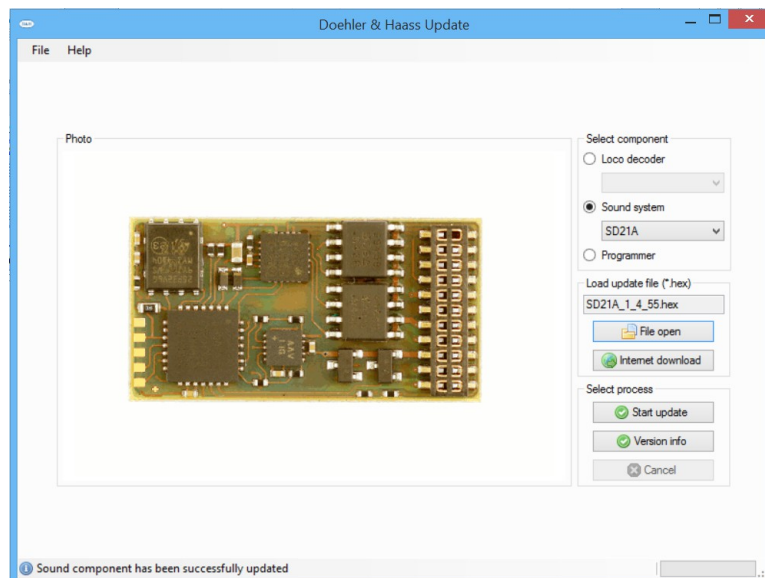 Doehler & Haass Update
File Help
Photo
Select component
Loco decoder
Sound system
SD21A
Programmer
Load update file (*.hex)
SD21A_1_4_55.hex
File open
Internet download
Select process
Start update
Version info
Cancel
Sound component has been successfully updated